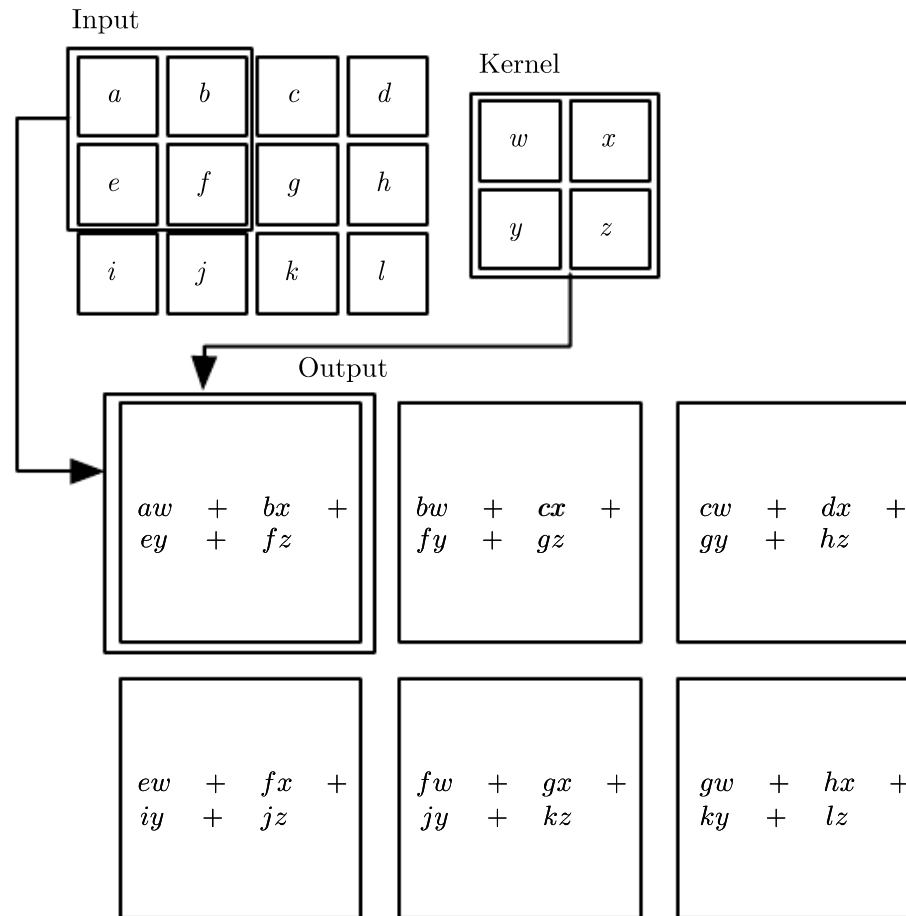 Input
Kernel
a b c d
w x
e f g h
y z
i j k l
Output
aw + bx +
ey + fz
bw + cx +
fy + gz
cw + dx +
gy + hz
ew + fx +
iy + jz
fw + gx +
jy + kz
gw + hx +
ky + lz